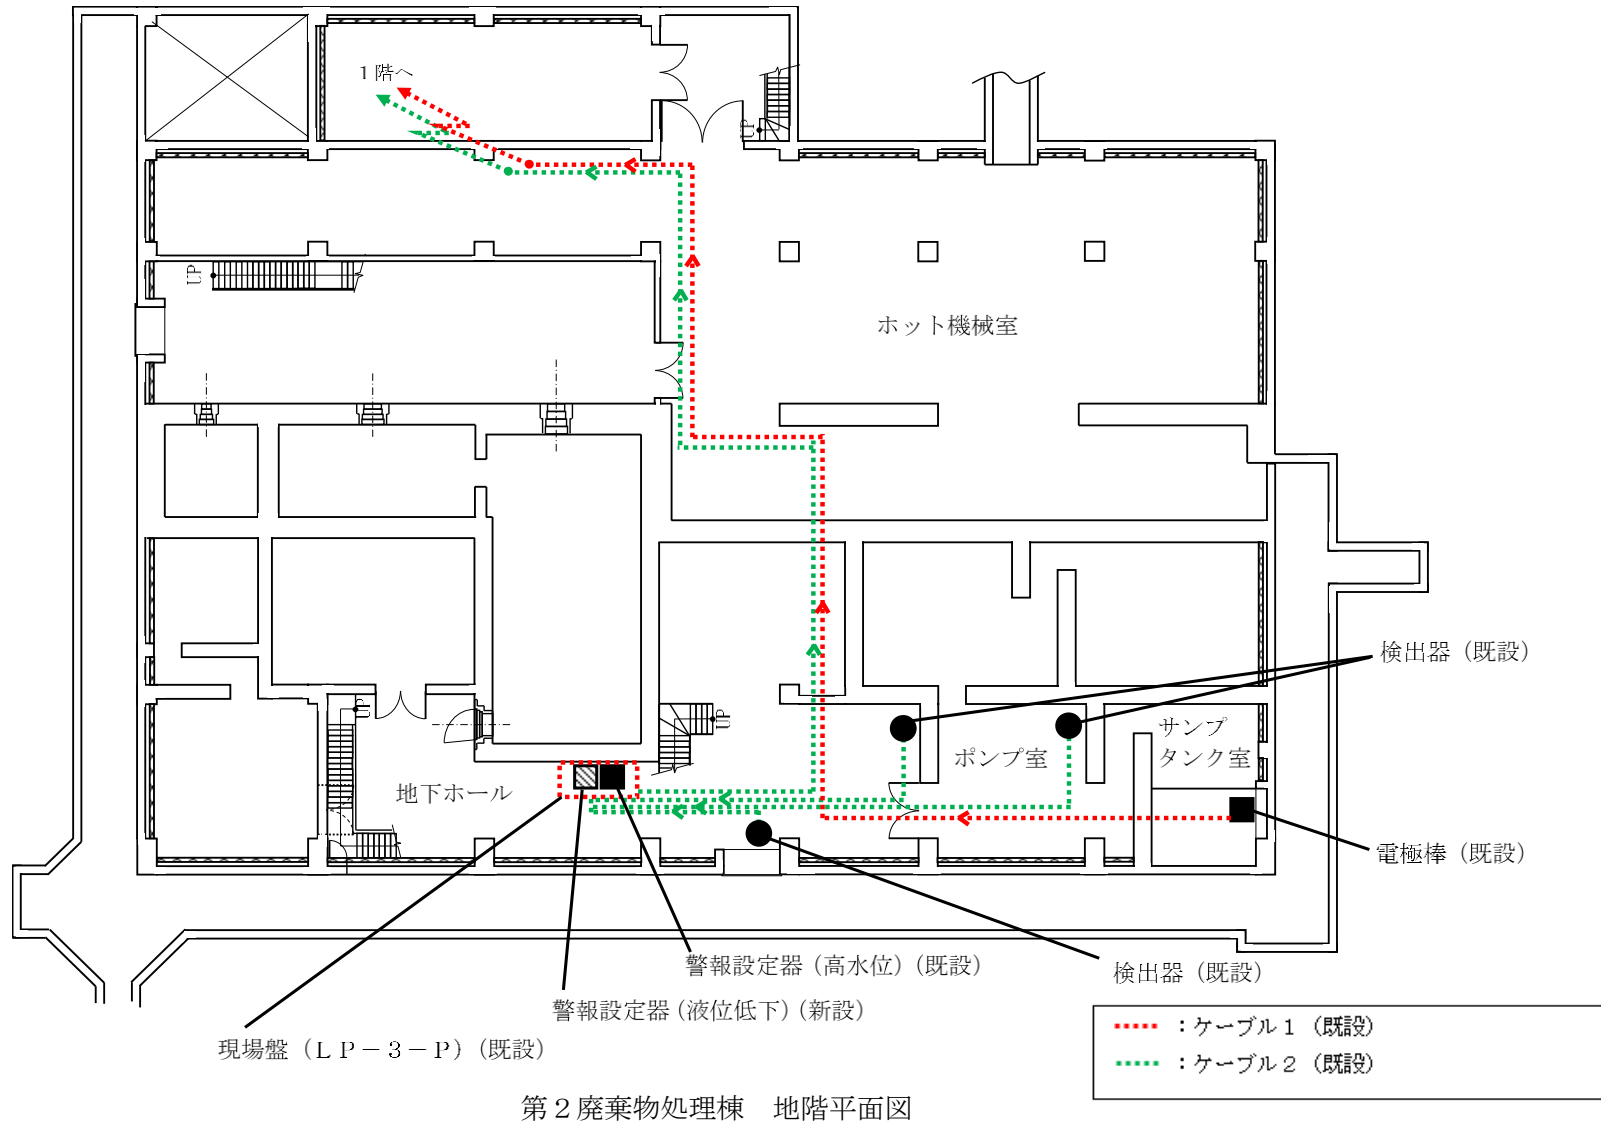 1階へ
UP
UP
ホット機械室
検出器（既設）
UP
UP
サンプ
タンク室
ポンプ室
地下ホール
電極棒（既設）
警報設定器（高水位）（既設）
検出器（既設）
警報設定器（液位低下）（新設）
現場盤（ＬＰ－３－Ｐ）（既設）
：ケーブル１（既設）
：ケーブル２（既設）
第２廃棄物処理棟　地階平面図